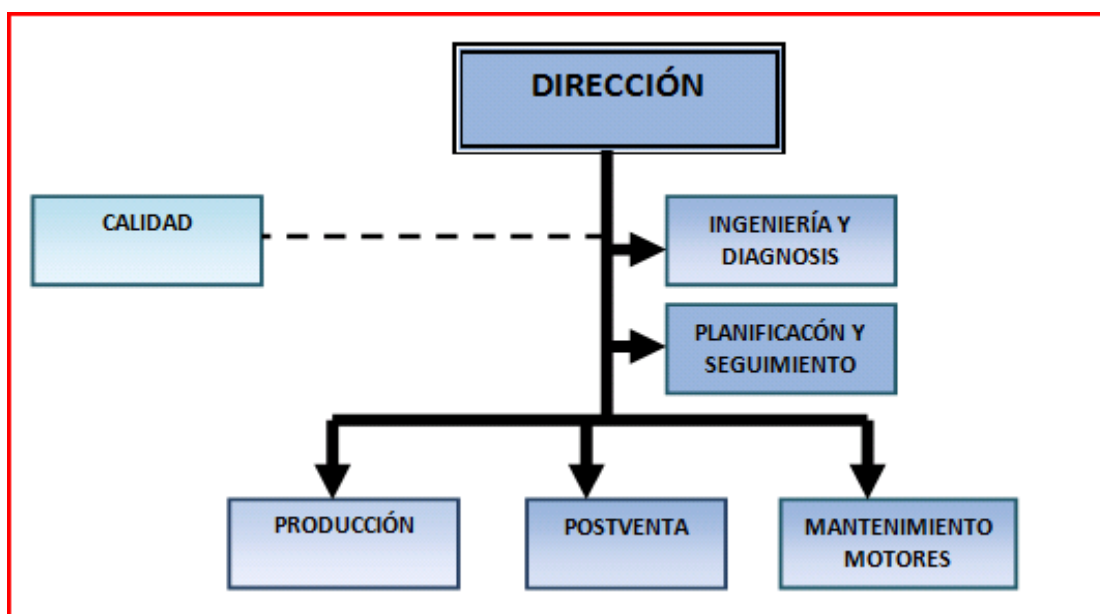 DIRECCIÓN
CALIDAD
INGENIERÍA Y
DIAGNOSIS
PLANIFICACÓN Y
SEGUIMIENTO
PRODUCCIÓN
POSTVENTA
MANTENIMIENTO
MOTORES